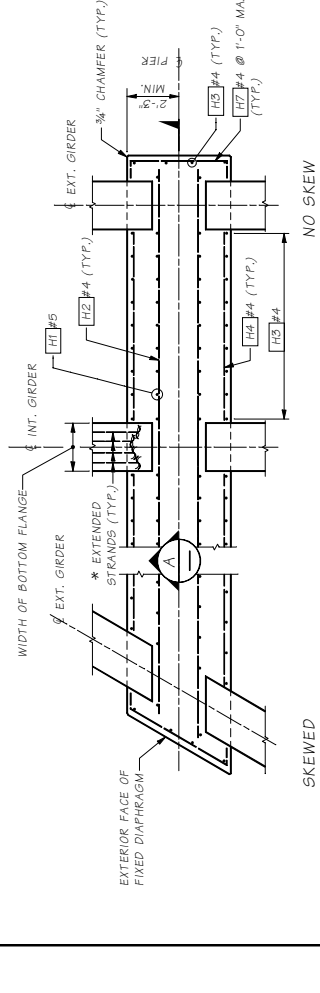 WIDTH OF BOTTOM FLANGE
℄ EXT. GIRDER
℄ INT. GIRDER
* EXTENDED
STRANDS (TYP.)
H1 #5
H2 #4 (TYP.)
℄ EXT. GIRDER
3/4" CHAMFER (TYP.)
2'-3"
MIN.
℄ PIER
H3 #4 (TYP.)
H7 #4 @ 1'-0"
(TYP.)
EXTERIOR FACE OF
FIXED DIAPHRAGM
A
H4 #4 (TYP.)
H3 #4
SKEWED
NO SKEW